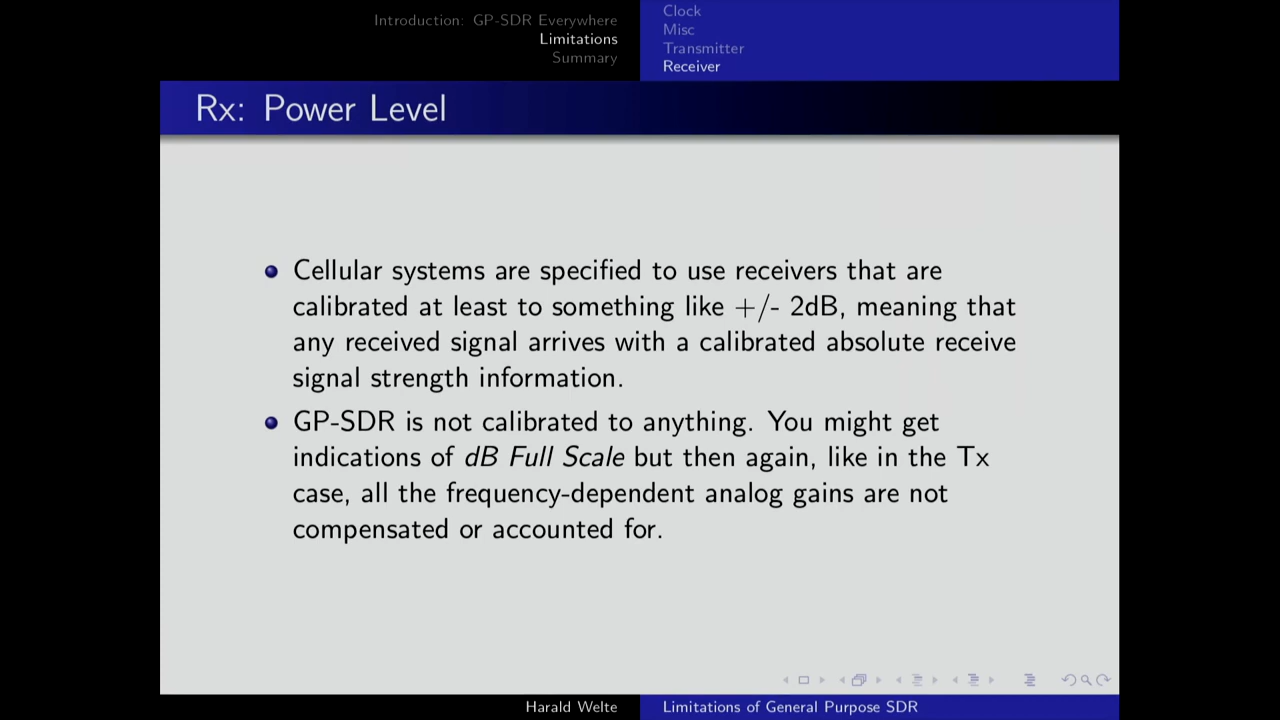 Introduction: GP-SDR Everywhere
Limitations
Summary
Clock
Misc
Transmitter
Receiver
Rx: Power Level
Cellular systems are specified to use receivers that are
calibrated at least to something like +/- 2dB, meaning that
any received signal arrives with a calibrated absolute receive
signal strength information.
GP-SDR is not calibrated to anything. You might get
indications of dB Full Scale but then again, like in the Tx
case, all the frequency-dependent analog gains are not
compensated or accounted for.
Harald Welte
Limitations of General Purpose SDR